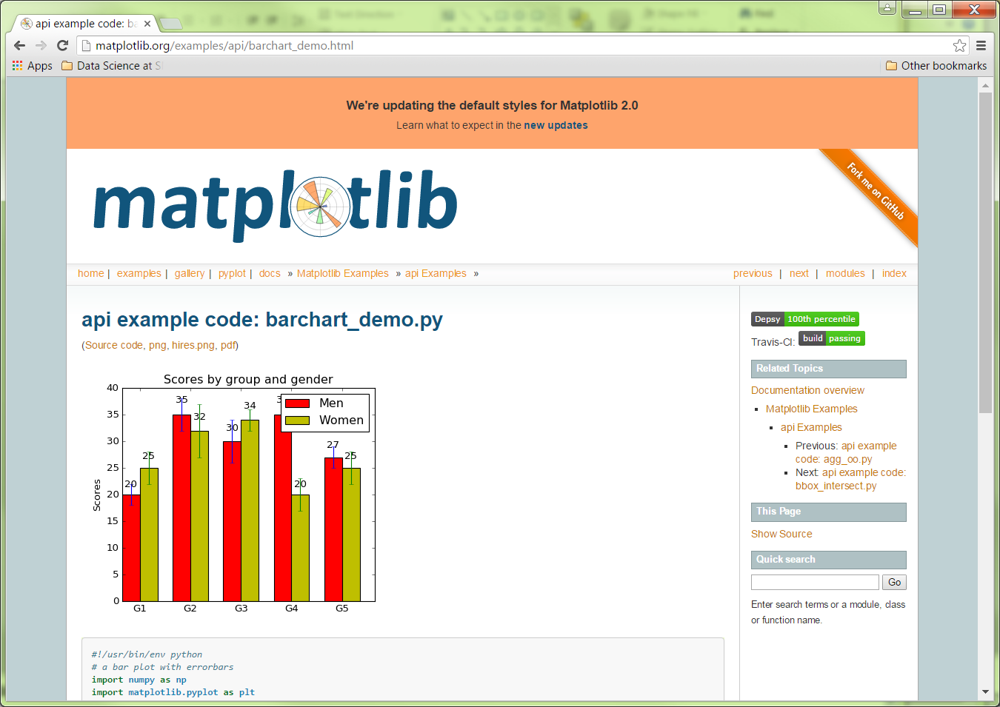 api example code: ba
matplotlib.org/examples/api/barchart_demo.html
Apps Data Science at S Other bookmarks
We're updating the default styles for Matplotlib 2.0
Learn what to expect in the new updates
matplotlib
Fork me on GitHub
home | examples | gallery | pyplot | docs » Matplotlib Examples » api Examples »
previous | next | modules | index
api example code: barchart_demo.py
(Source code, png, hires.png, pdf)
Scores by group and gender
Men
Women
40
35
30
25
20
15
10
5
0
Scores
20
25
35
32
30
34
3
20
27
25
G1 G2 G3 G4 G5
#!/usr/bin/env python
# a bar plot with errorbars
import numpy as np
import matplotlib.pyplot as plt
Depsy 100th percentile
Travis-CI: build passing
Related Topics
Documentation overview
Matplotlib Examples
api Examples
Previous: api example
code: agg_oo.py
Next: api example code:
bbox_intersect.py
This Page
Show Source
Quick search
Go
Enter search terms or a module, class
or function name.